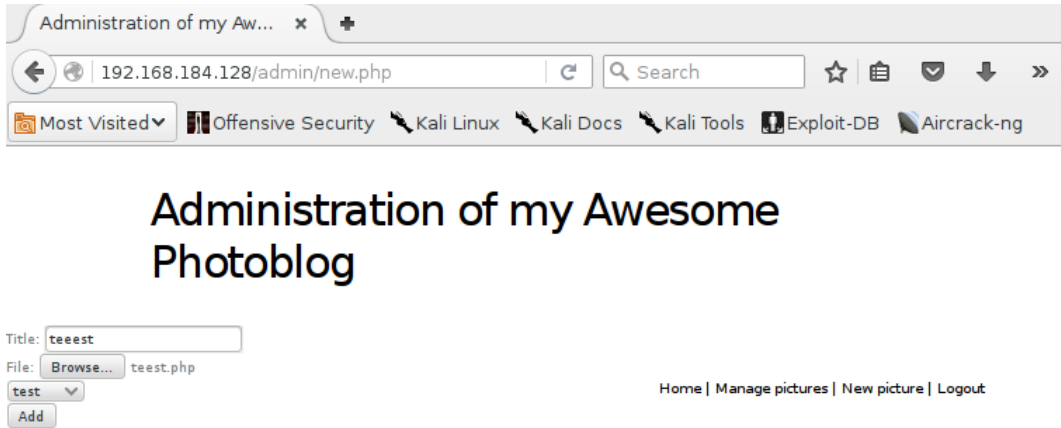 Administration of my Aw... × +
192.168.184.128/admin/new.php Search »
Most Visited Offensive Security Kali Linux Kali Docs Kali Tools Exploit-DB Aircrack-ng
Administration of my Awesome
Photoblog
Title: teeest
File: Browse... teest.php
test
Home | Manage pictures | New picture | Logout
Add